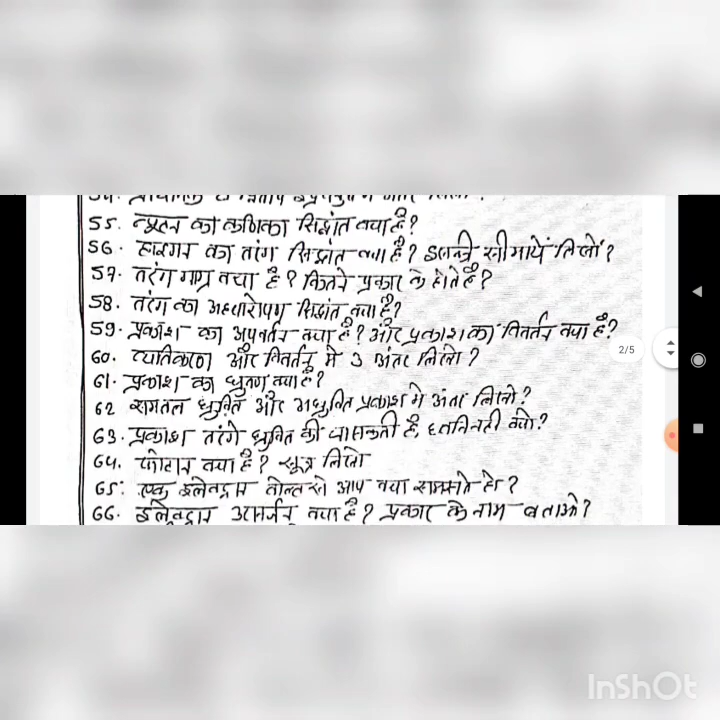 55. न्यूटन का कणिका सिद्धांत क्या है?
56. हाइगन का तरंग सिद्धांत क्या है? इसकी सीमायें लिखों?
57. तरंगाग्र क्या है? कितने प्रकार के होते है?
58. तरंग का अध्यारोपण सिद्धांत क्या है?
59. प्रकाश का अपवर्तन क्या है? और प्रकाश का विवर्तन क्या है?
60. व्यतिकरण और विवर्तन मे 3 अंतर लिखो?
61. प्रकाश का ध्रुवण क्या है?
62 समतल ध्रुवित और अध्रुवित प्रकाश मे अंतर लिखो?
63. प्रकाश तरंगे ध्रुवित की जा सकती है, ध्वनि नही क्यो?
64. फोटान क्या है? सूत्र लिखो
65. एक इलेक्ट्रान वोल्ट से आप क्या समझते हो?
66. इलेक्ट्रान उत्सर्जन क्या है? प्रकार के नाम बताओ?
2/5
InShOt